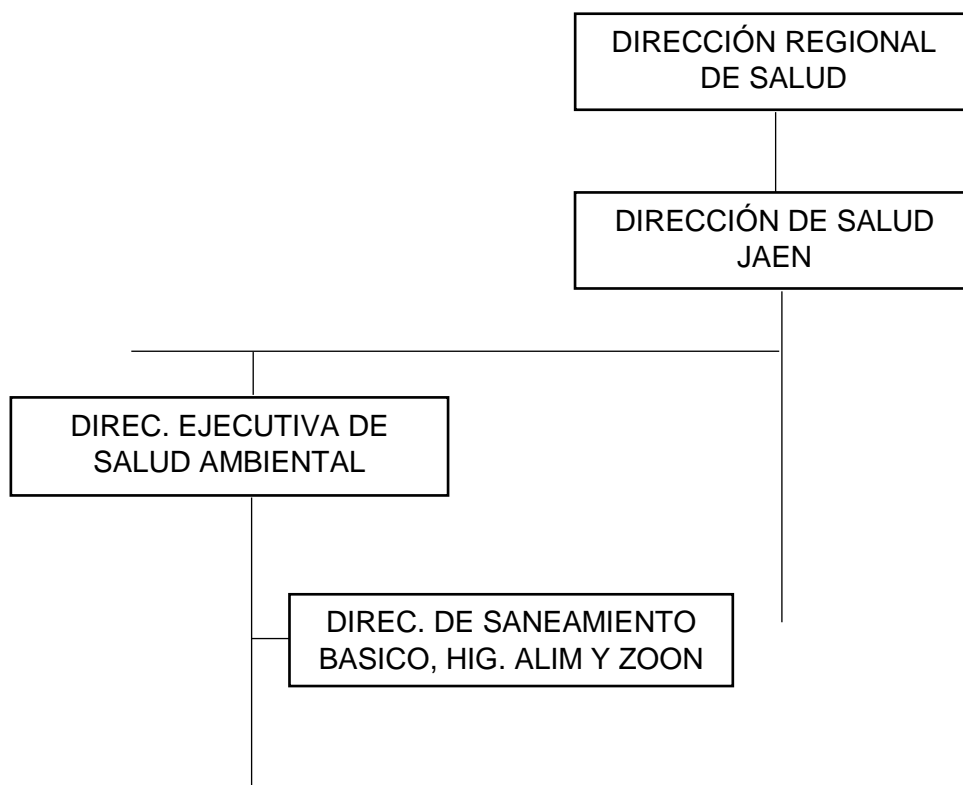 DIRECCIÓN REGIONAL
DE SALUD
DIRECCIÓN DE SALUD
JAEN
DIREC. EJECUTIVA DE
SALUD AMBIENTAL
DIREC. DE SANEAMIENTO
BASICO, HIG. ALIM Y ZOON